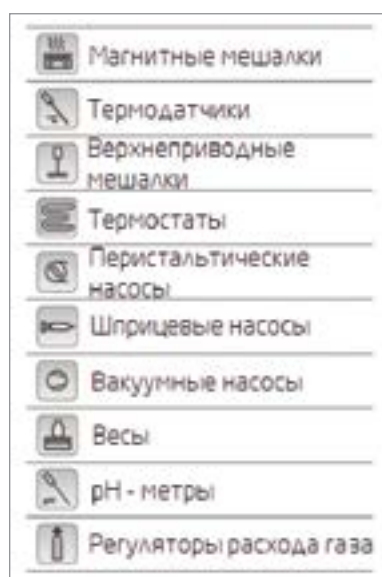 Магнитные мешалки
Термодатчики
Верхнеприводные
мешалки
Термостаты
Перистальтические
насосы
Шприцевые насосы
Вакуумные насосы
Весы
pH - метры
Регуляторы расхода газа